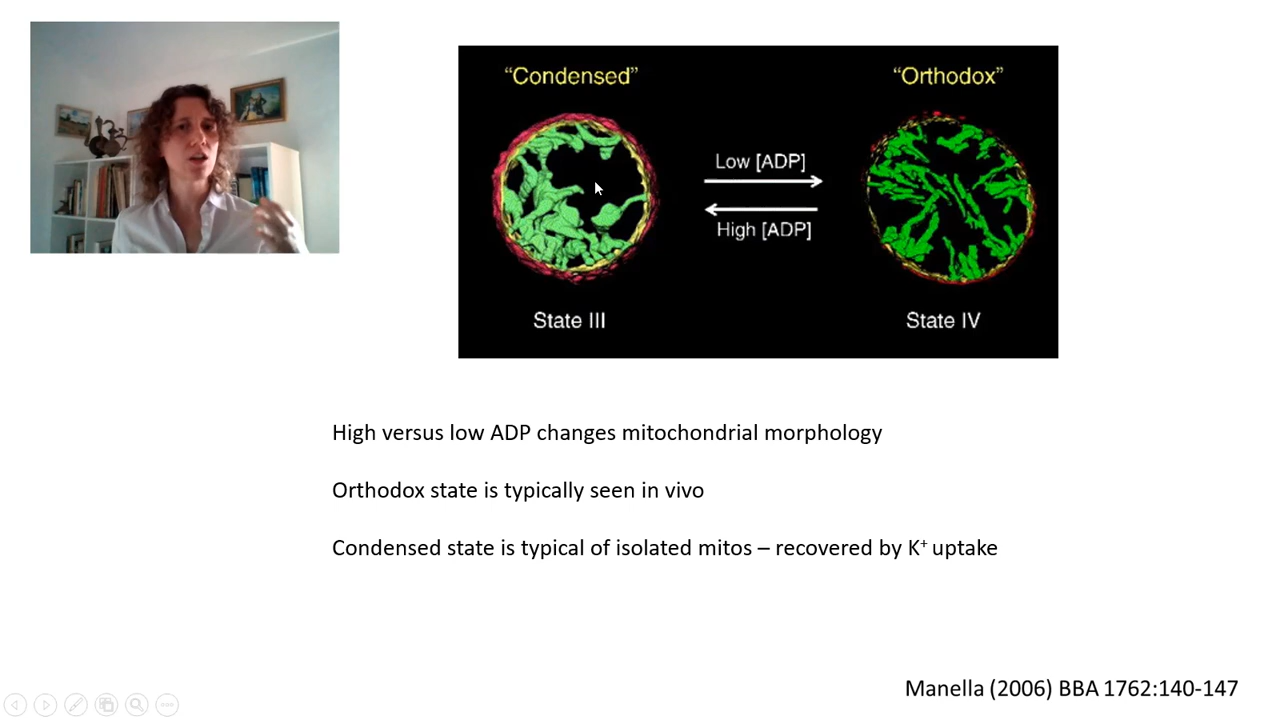 “Condensed”
“Orthodox”
Low [ADP]
High [ADP]
State III
State IV
High versus low ADP changes mitochondrial morphology
Orthodox state is typically seen in vivo
Condensed state is typical of isolated mitos – recovered by K⁺ uptake
Manella (2006) BBA 1762:140-147